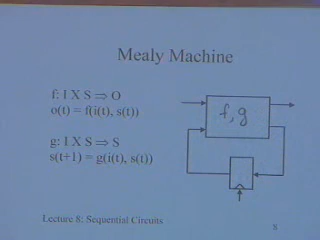 Mealy Machine
f: I X S ⇒ O
o(t) = f(i(t), s(t))
g: I X S ⇒ S
s(t+1) = g(i(t), s(t))
f, g
Lecture 8: Sequential Circuits
8